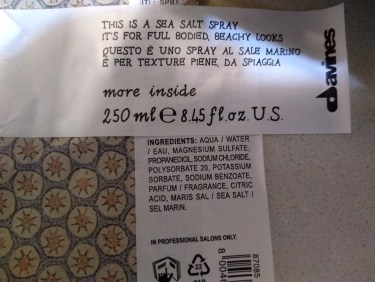 THIS IS A SEA SALT SPRAY
IT'S FOR FULL BODIED, BEACHY LOOKS
QUESTO È UNO SPRAY AL SALE MARINO
È PER TEXTURE PIENE, DA SPIAGGIA
more inside
250 ml ℮ 8.45 fl.oz. U.S.
davines
INGREDIENTS: AQUA / WATER
/ EAU, MAGNESIUM SULFATE,
PROPANEDIOL, SODIUM CHLORIDE,
POLYSORBATE 20, POTASSIUM
SORBATE, SODIUM BENZOATE,
PARFUM / FRAGRANCE, CITRIC
ACID, MARIS SAL / SEA SALT /
SEL MARIN.
IN PROFESSIONAL SALONS ONLY.
87085